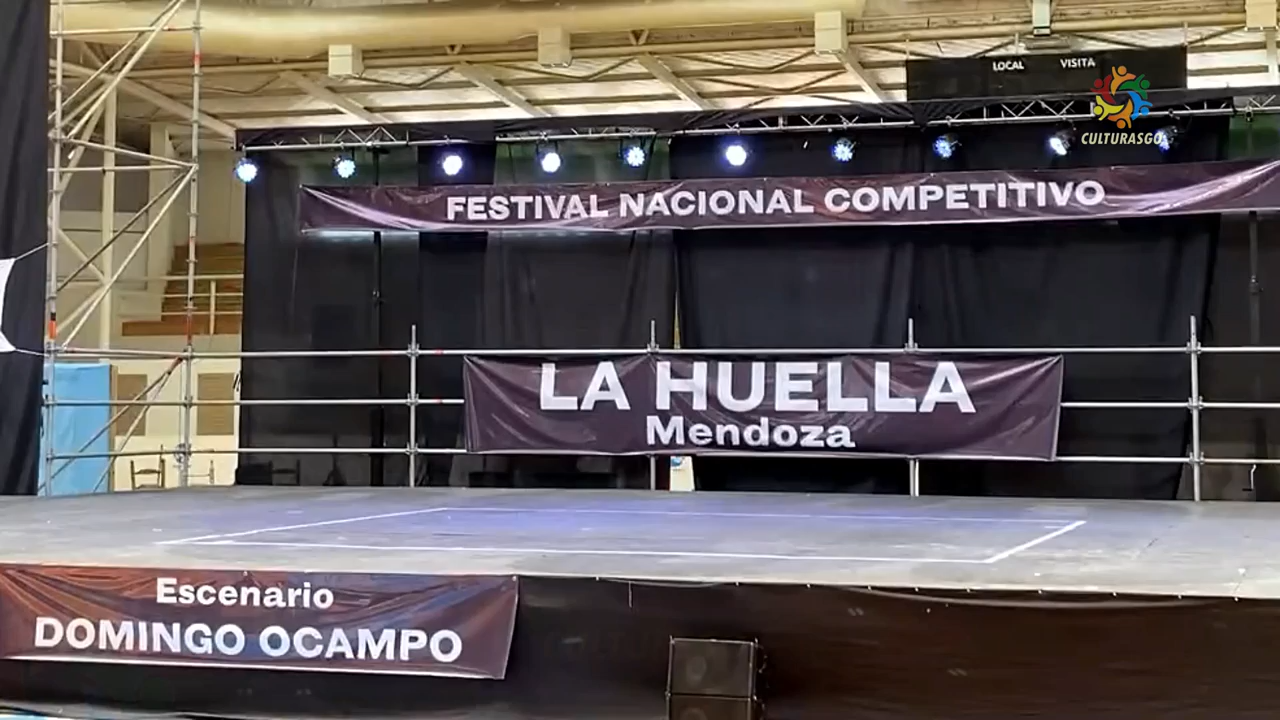 LOCAL VISITA
CULTURASGO
FESTIVAL NACIONAL COMPETITIVO
LA HUELLA
Mendoza
Escenario
DOMINGO OCAMPO